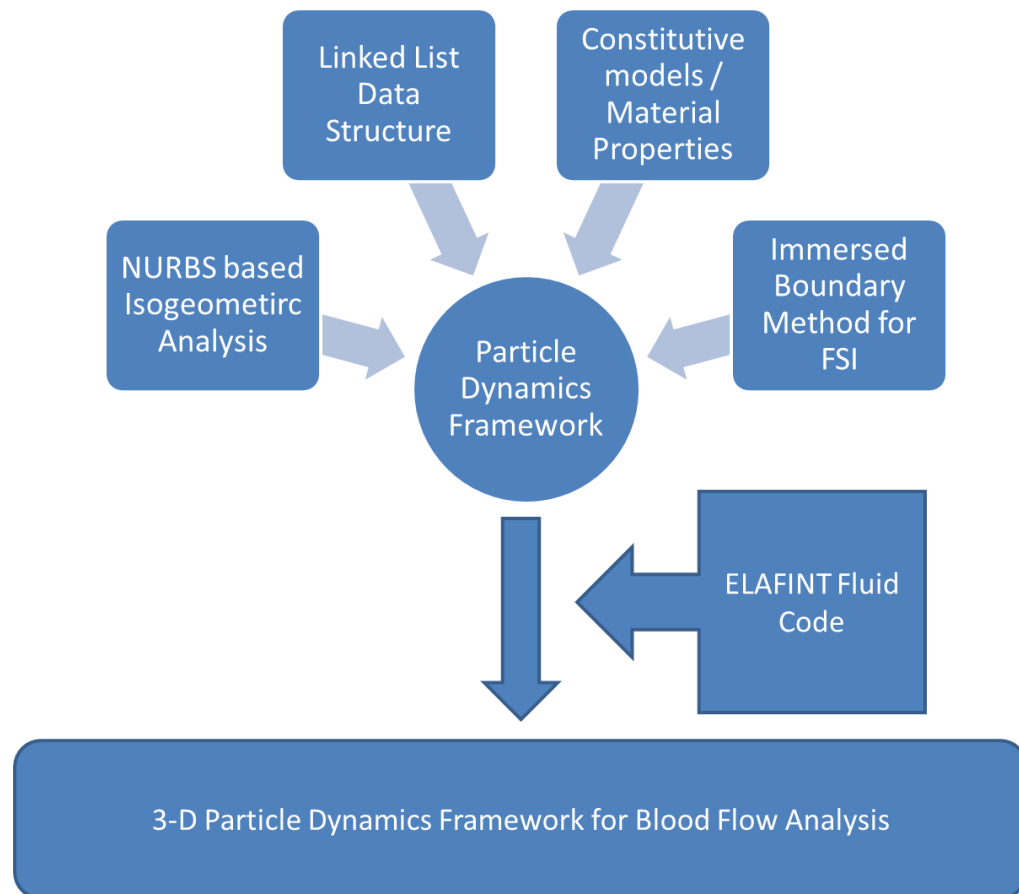 Linked List
Data
Structure
Constitutive
models /
Material
Properties
NURBS based
Isogeometirc
Analysis
Immersed
Boundary
Method for
FSI
Particle
Dynamics
Framework
ELAFINT Fluid
Code
3-D Particle Dynamics Framework for Blood Flow Analysis